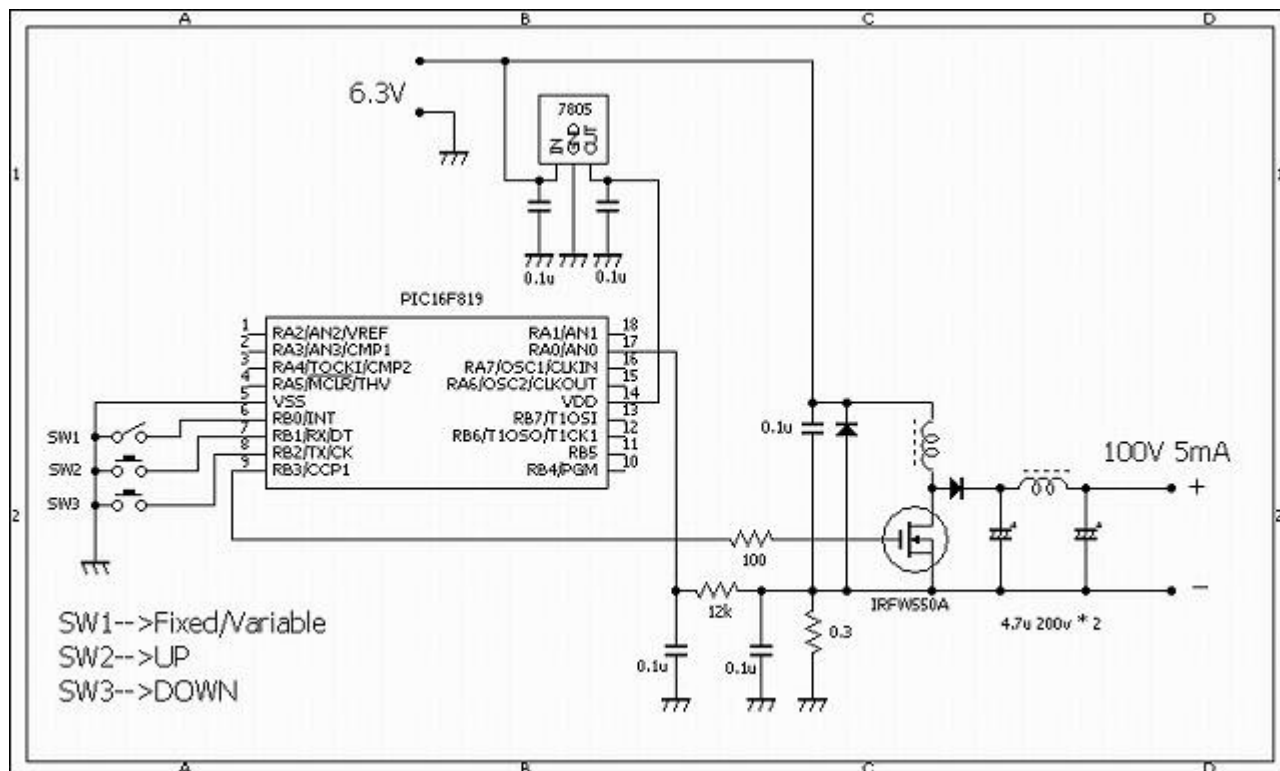 A B C D
6.3V
7805
IN GND OUT
1 1
0.1u 0.1u
PIC16F819
1 RA2/AN2/VREF RA1/AN1 18
2 RA3/AN3/CMP1 RA0/AN0 17
3 RA4/TOCKI/CMP2 RA7/OSC1/CLKIN 16
4 RA5/MCLR/THV RA6/OSC2/CLKOUT 15
5 VSS VDD 14
6 RB0/INT RB7/T1OSI 13
7 RB1/RX/DT RB6/T1OSO/T1CK1 12
8 RB2/TX/CK RB5 11
9 RB3/CCP1 RB4/PGM 10
SW1
SW2
SW3
0.1u
100V 5mA
+
2 2
100
−
12k
IRFW550A
4.7u 200v * 2
0.3
0.1u 0.1u
SW1-->Fixed/Variable
SW2-->UP
SW3-->DOWN
A B C D